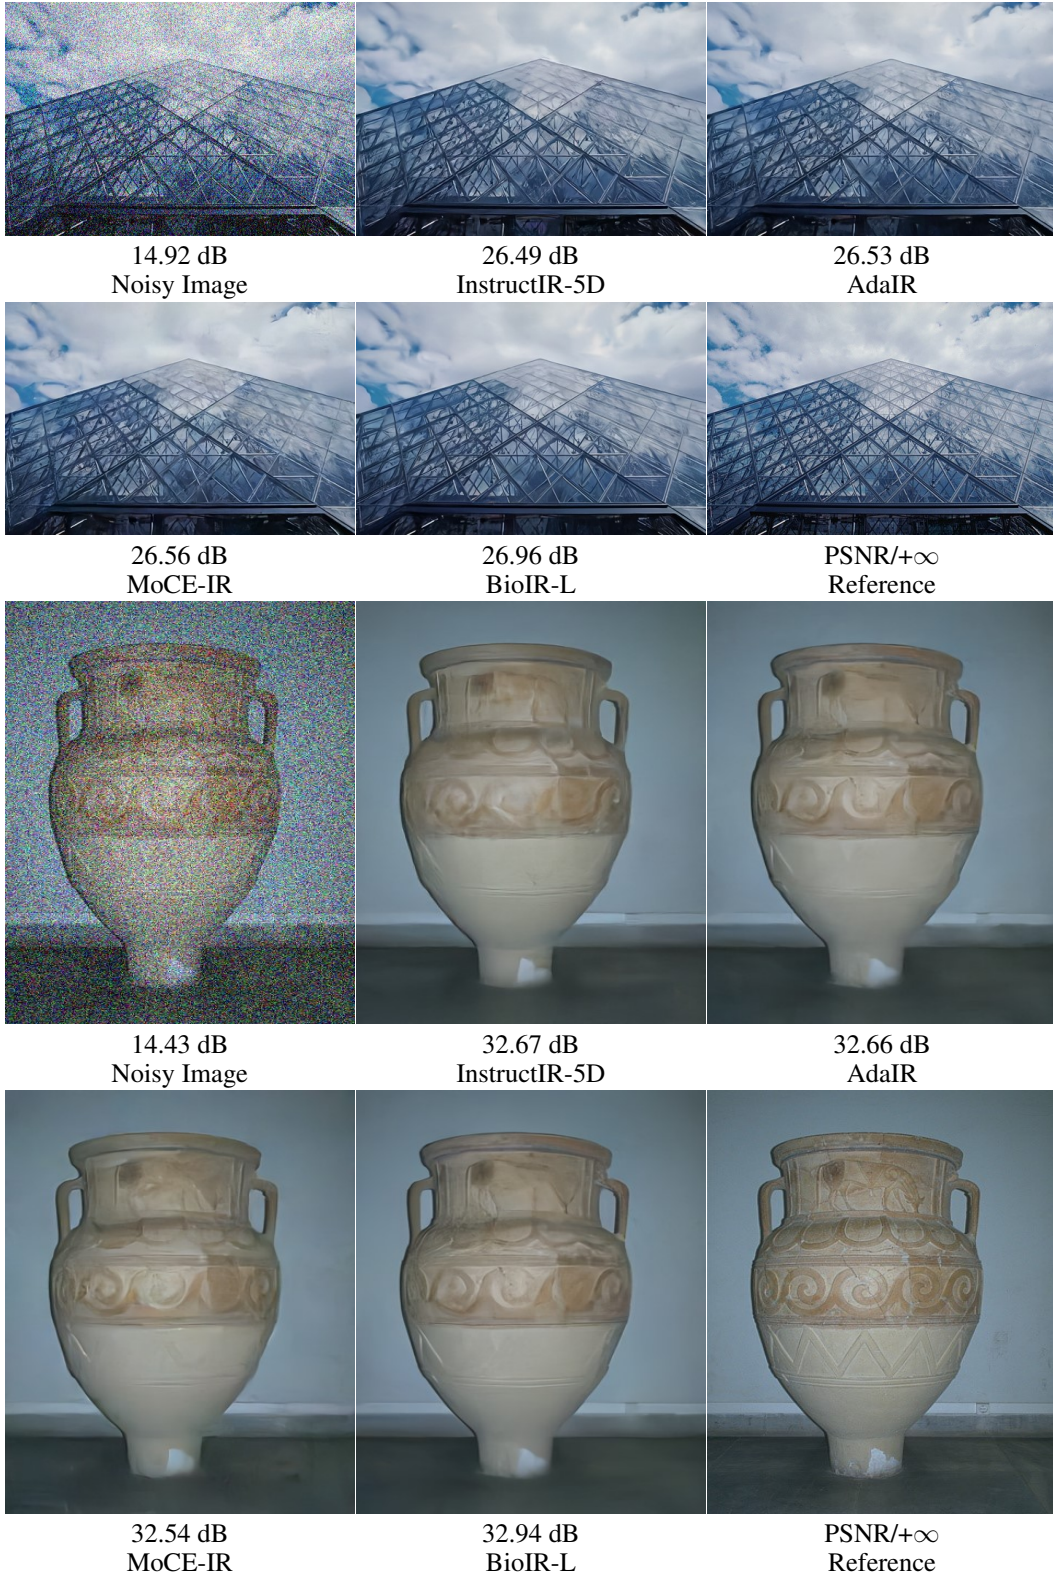 14.92 dB
Noisy Image
26.49 dB
InstructIR-5D
26.53 dB
AdaIR
26.56 dB
MoCE-IR
26.96 dB
BioIR-L
PSNR/+∞
Reference
14.43 dB
Noisy Image
32.67 dB
InstructIR-5D
32.66 dB
AdaIR
32.54 dB
MoCE-IR
32.94 dB
BioIR-L
PSNR/+∞
Reference